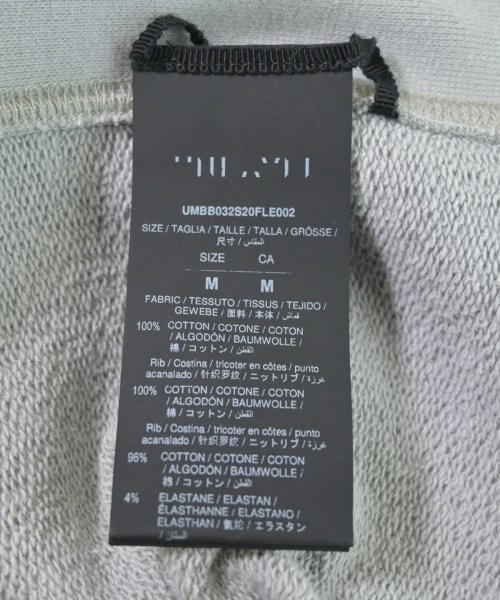 UMBB032S20FLE002
SIZE / TAGLIA / TAILLE / TALLA / GRÖSSE /
尺寸 / المقاس /
SIZE CA
M M
FABRIC / TESSUTO / TISSUS / TEJIDO /
GEWEBE / 面料 / 本体 / قماش /
100% COTTON / COTONE / COTON
/ ALGODÓN / BAUMWOLLE /
棉 / コットン / القطن /
Rib / Costina / tricoter en côtes / punto
acanalado / 针织罗纹 / ニットリブ / غرزة /
100% COTTON / COTONE / COTON
/ ALGODÓN / BAUMWOLLE /
棉 / コットン / القطن /
Rib / Costina / tricoter en côtes / punto
acanalado / 针织罗纹 / ニットリブ / غرزة /
96% COTTON / COTONE / COTON
/ ALGODÓN / BAUMWOLLE /
棉 / コットン / القطن /
4% ELASTANE / ELASTAN /
ÉLASTHANNE / ELASTANO /
ELASTHAN / 氨纶 / エラスタン /